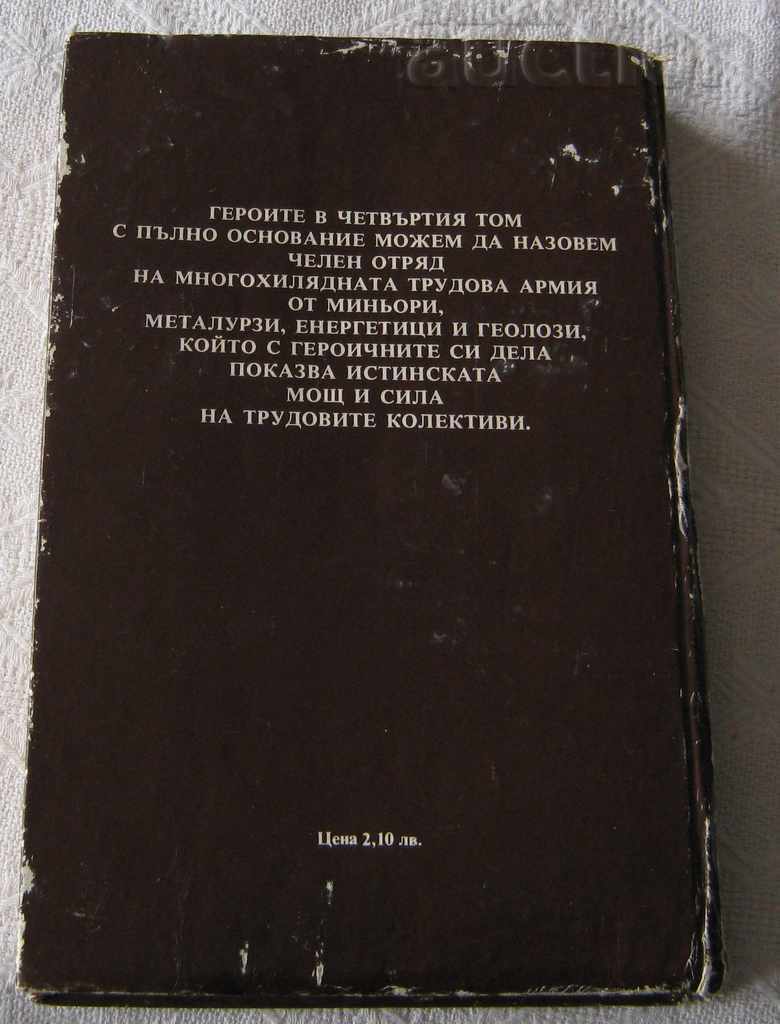 ГЕРОИТЕ В ЧЕТВЪРТИЯ ТОМ
С ПЪЛНО ОСНОВАНИЕ МОЖЕМ ДА НАЗОВЕМ
ЧЕЛЕН ОТРЯД
НА МНОГОХИЛЯДНАТА ТРУДОВА АРМИЯ
ОТ МИНЬОРИ,
МЕТАЛУРЗИ, ЕНЕРГЕТИЦИ И ГЕОЛОЗИ,
КОЙТО С ГЕРОИЧНИТЕ СИ ДЕЛА
ПОКАЗВА ИСТИНСКАТА
МОЩ И СИЛА
НА ТРУДОВИТЕ КОЛЕКТИВИ.
Цена 2,10 лв.